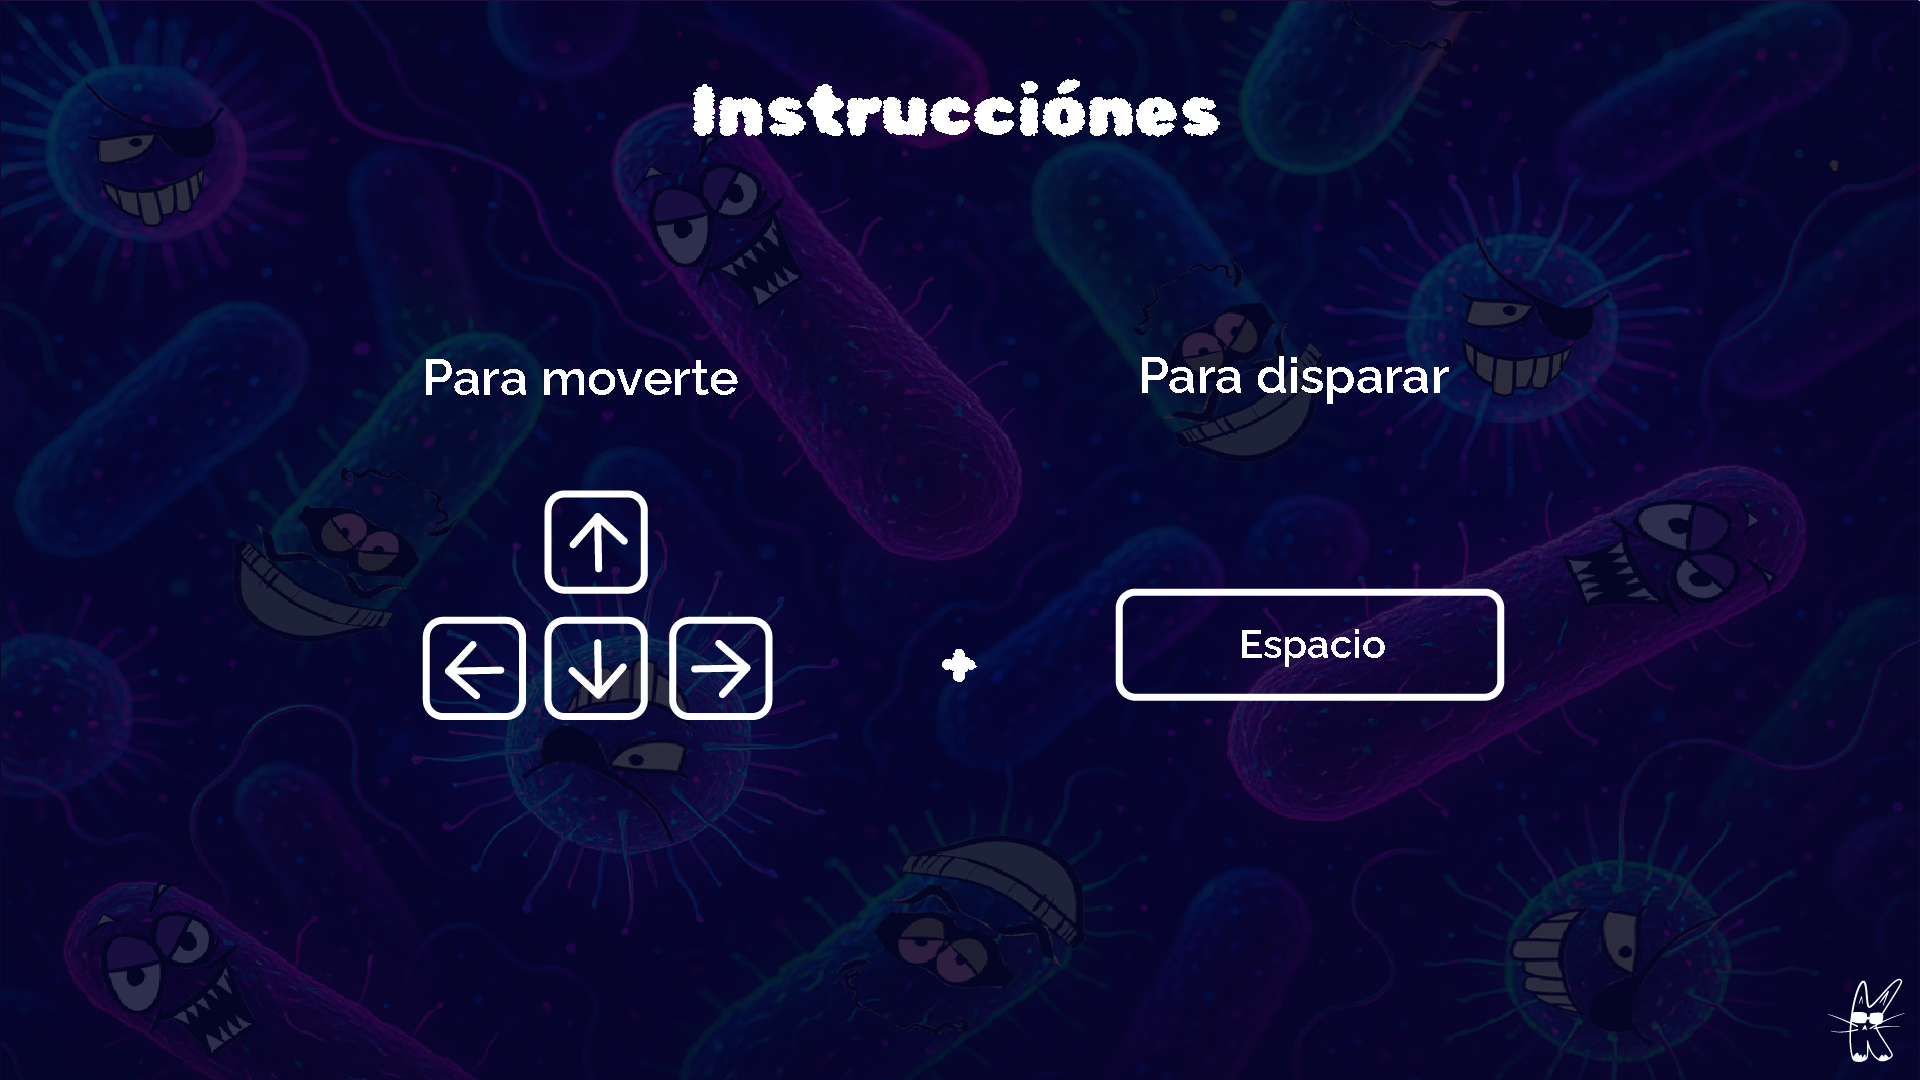 Instrucciónes
Para moverte
Para disparar
+
Espacio